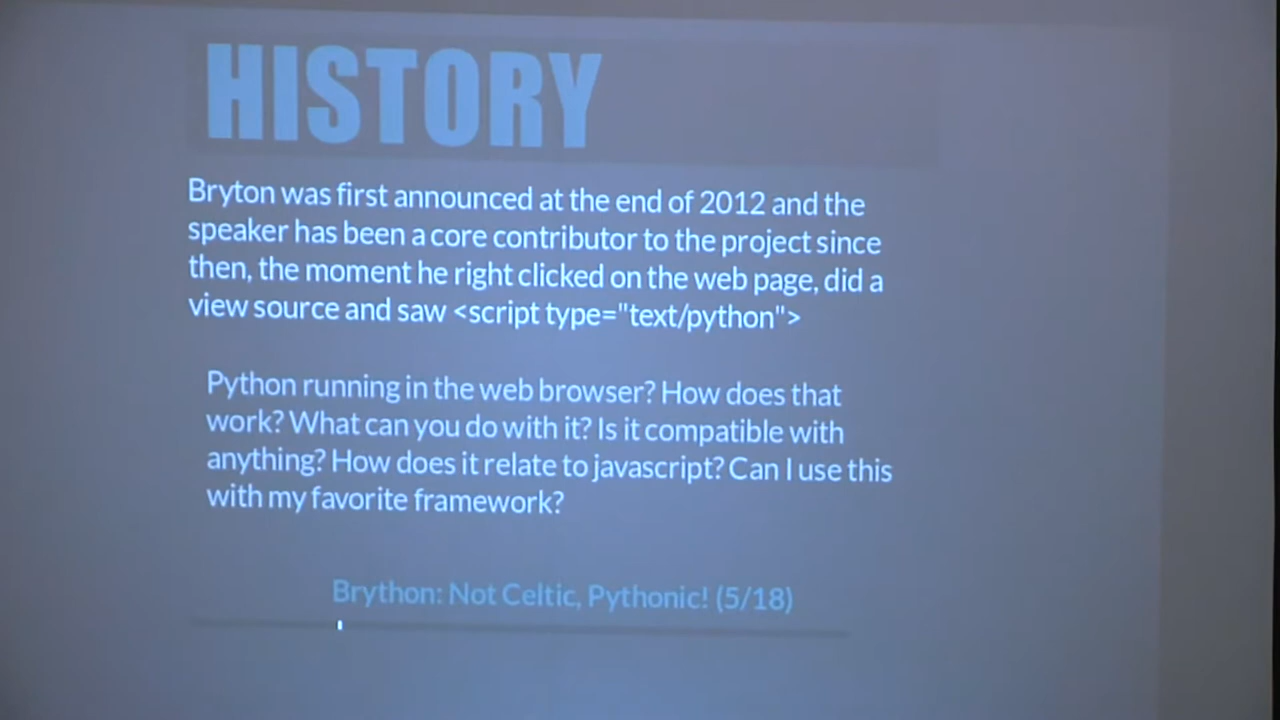 HISTORY
Bryton was first announced at the end of 2012 and the
speaker has been a core contributor to the project since
then, the moment he right clicked on the web page, did a
view source and saw <script type="text/python">
Python running in the web browser? How does that
work? What can you do with it? Is it compatible with
anything? How does it relate to javascript? Can I use this
with my favorite framework?
Brython: Not Celtic, Pythonic! (5/18)